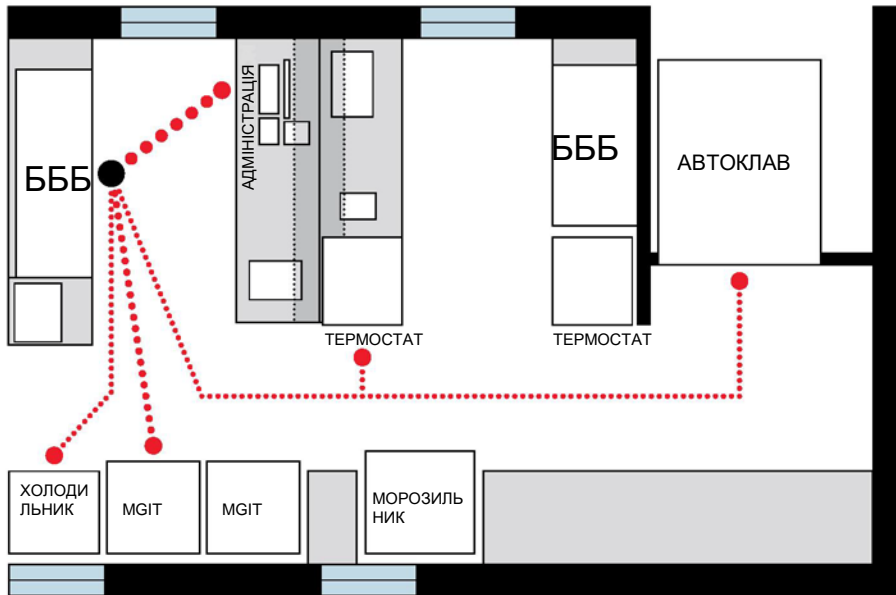 АДМІНІСТРАЦІЯ
БББ
БББ
АВТОКЛАВ
ТЕРМОСТАТ
ТЕРМОСТАТ
ХОЛОДИ
ЛЬНИК
MGIT
MGIT
МОРОЗИЛЬ
НИК